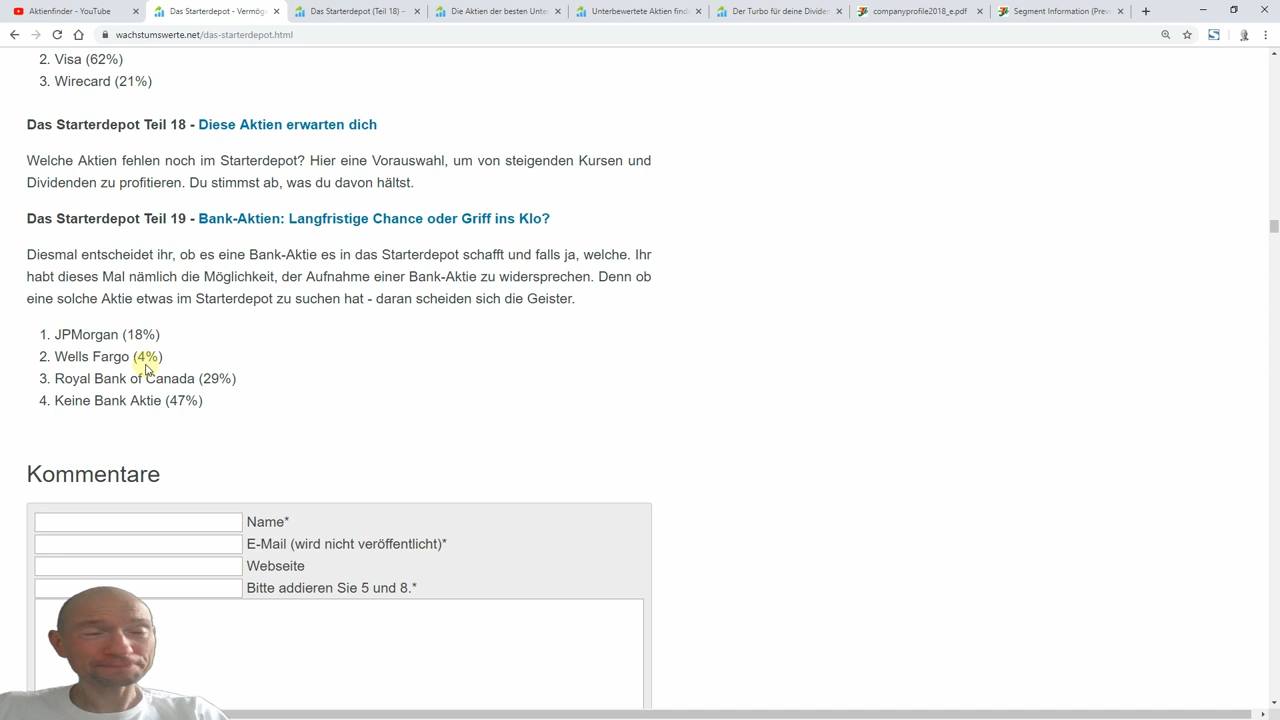 Aktienfinder - YouTube
Das Starterdepot - Vermög
Das Starterdepot (Teil 18) –
Die Aktien der besten Unte
Unterbewertete Aktien find
Der Turbo für deine Divider
companyprofile2018_e.pdf
Segment Information (Prev
wachstumswerte.net/das-starterdepot.html
2. Visa (62%)
3. Wirecard (21%)
Das Starterdepot Teil 18 - Diese Aktien erwarten dich
Welche Aktien fehlen noch im Starterdepot? Hier eine Vorauswahl, um von steigenden Kursen und
Dividenden zu profitieren. Du stimmst ab, was du davon hältst.
Das Starterdepot Teil 19 - Bank-Aktien: Langfristige Chance oder Griff ins Klo?
Diesmal entscheidet ihr, ob es eine Bank-Aktie es in das Starterdepot schafft und falls ja, welche. Ihr
habt dieses Mal nämlich die Möglichkeit, der Aufnahme einer Bank-Aktie zu widersprechen. Denn ob
eine solche Aktie etwas im Starterdepot zu suchen hat - daran scheiden sich die Geister.
1. JPMorgan (18%)
2. Wells Fargo (4%)
3. Royal Bank of Canada (29%)
4. Keine Bank Aktie (47%)
Kommentare
Name*
E-Mail (wird nicht veröffentlicht)*
Webseite
Bitte addieren Sie 5 und 8.*